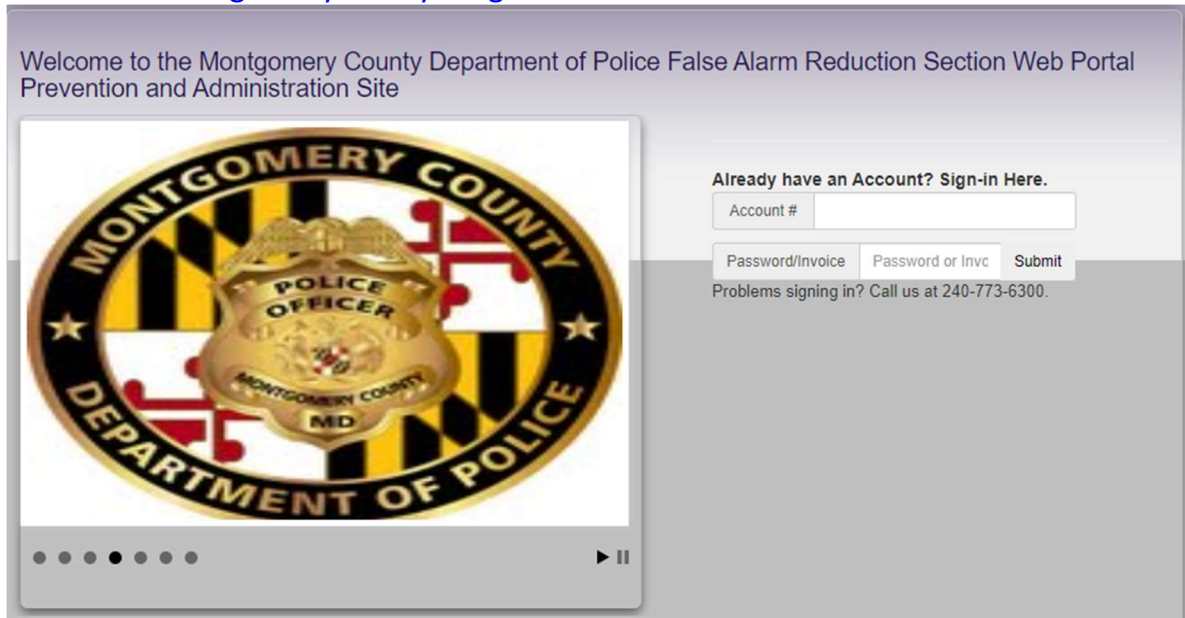 Welcome to the Montgomery County Department of Police False Alarm Reduction Section Web Portal
Prevention and Administration Site
MONTGOMERY COUNTY
POLICE
OFFICER
MONTGOMERY COUNTY
MD
DEPARTMENT OF POLICE
Already have an Account? Sign-in Here.
Account #
Password/Invoice Password or Invc Submit
Problems signing in? Call us at 240-773-6300.